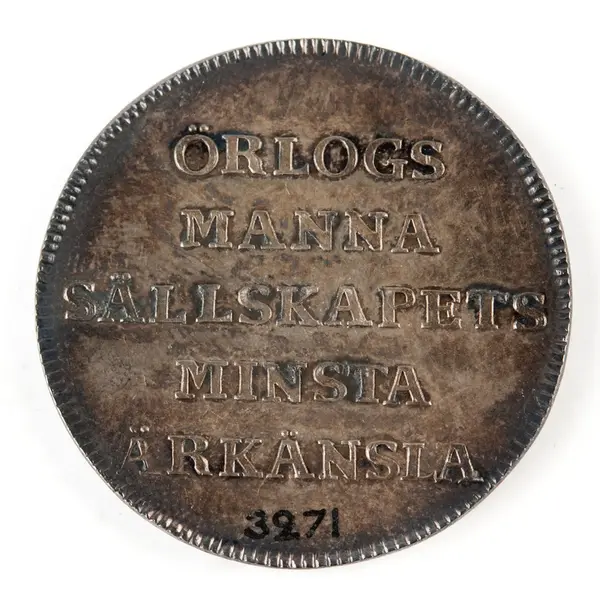 ÖRLOGS
MANNA
SÄLLSKAPETS
MINSTA
ÄRKÄNSLA
3271